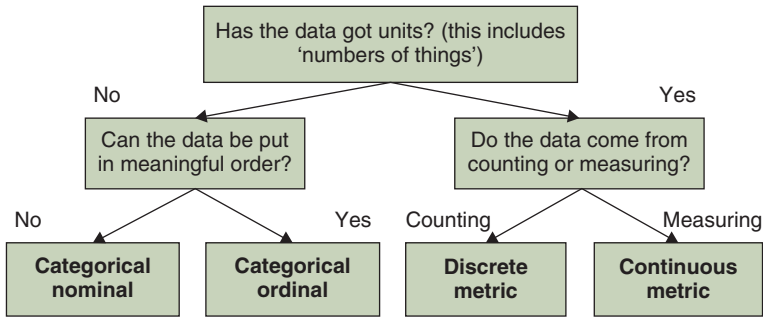 Has the data got units? (this includes
‘numbers of things’)
No
Yes
Can the data be put
in meaningful order?
Do the data come from
counting or measuring?
No
Yes
Counting
Measuring
Categorical
nominal
Categorical
ordinal
Discrete
metric
Continuous
metric